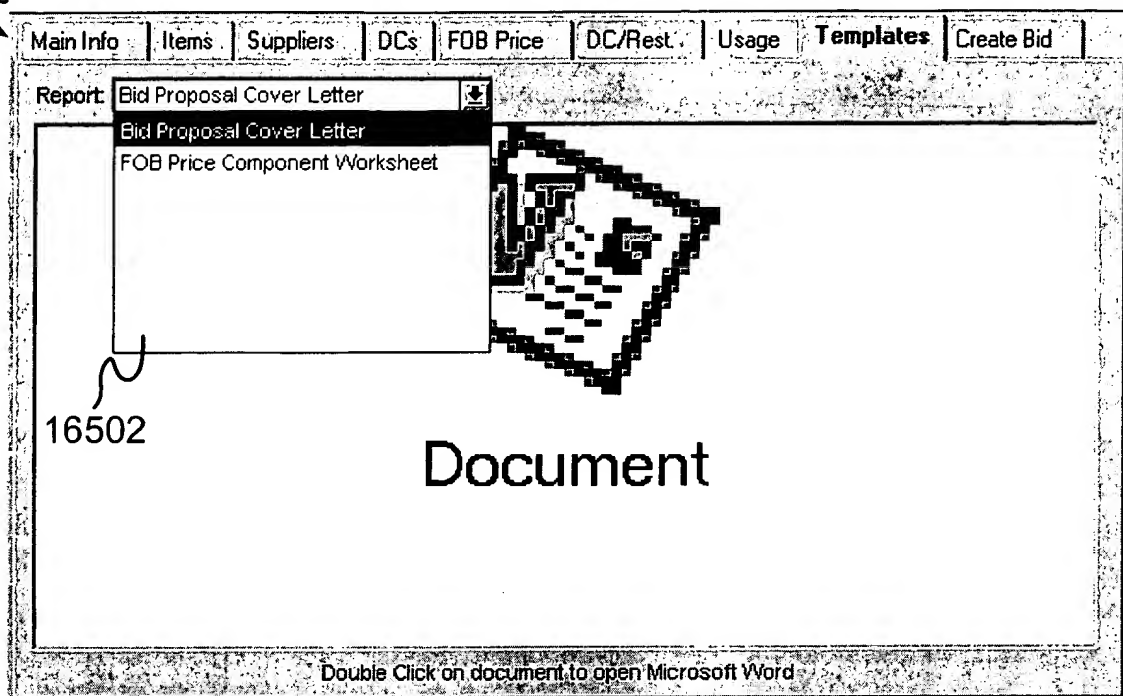 Main Info Items Suppliers DCs FOB Price DC/Rest. Usage Templates Create Bid
Report: Bid Proposal Cover Letter
Bid Proposal Cover Letter
FOB Price Component Worksheet
16502
Document
Double Click on document to open Microsoft Word